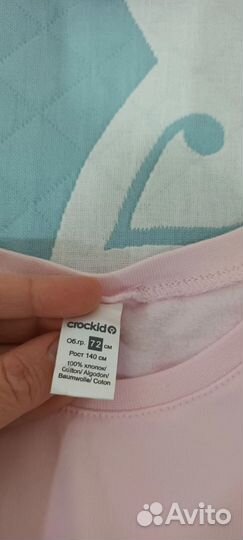 crockid
Об.гр. 72 см
Рост 140 см
100% хлопок/
Cotton/ Algodon/
Baumwolle/ Coton
Avito